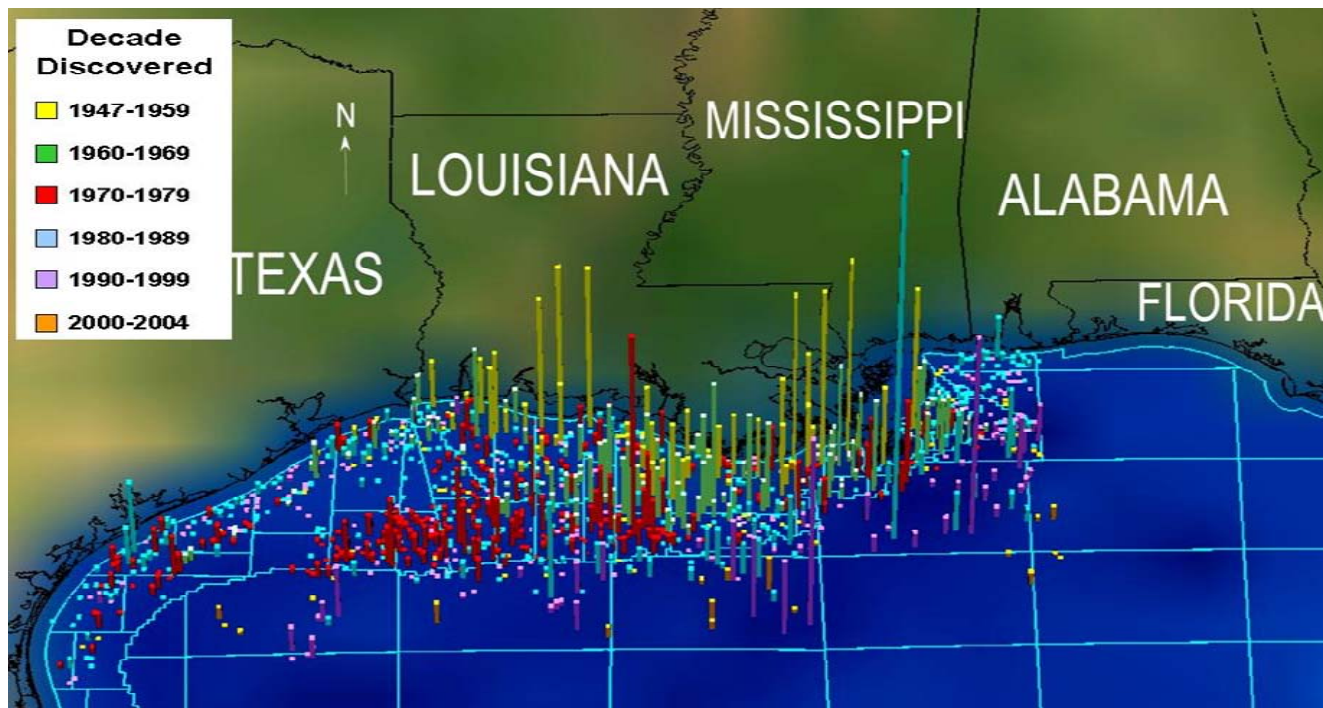 Decade
Discovered
1947-1959
1960-1969
1970-1979
1980-1989
1990-1999
2000-2004
N
MISSISSIPPI
LOUISIANA
ALABAMA
TEXAS
FLORIDA